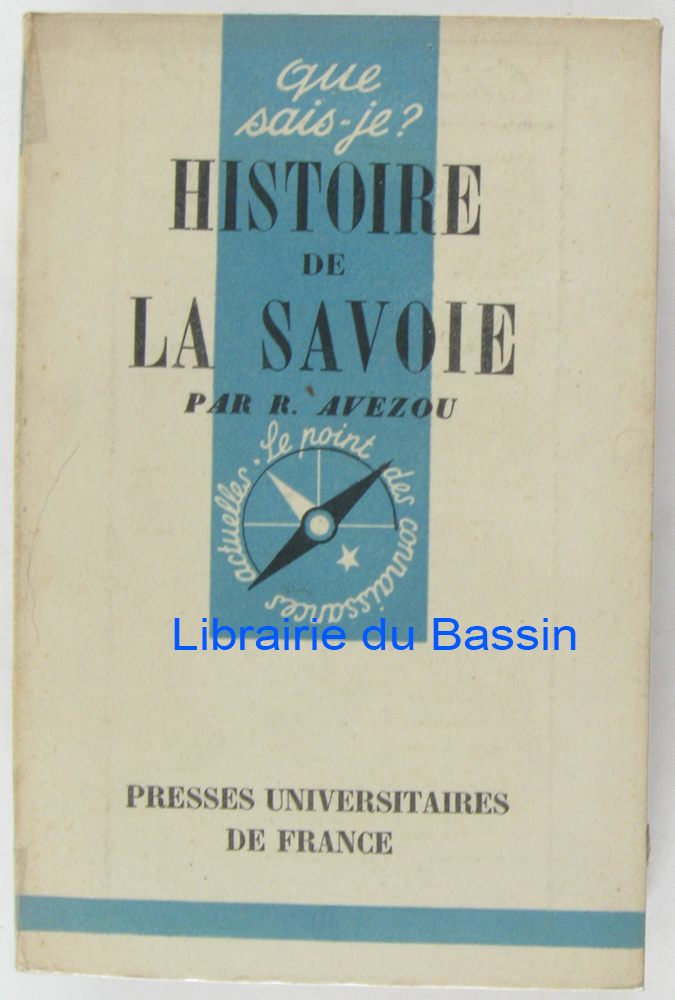 que
sais-je?
HISTOIRE
DE
LA SAVOIE
PAR R. AVEZOU
Le point des connaissances actuelles.
Librairie du Bassin
PRESSES UNIVERSITAIRES
DE FRANCE